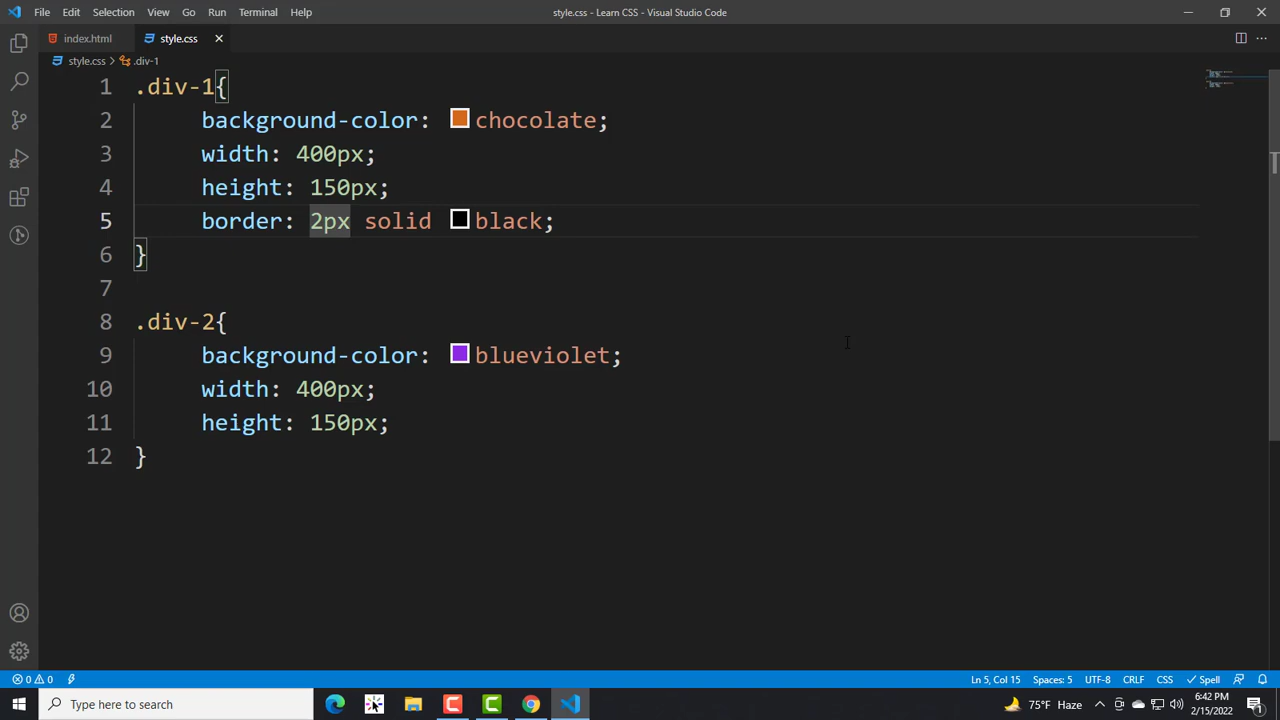 File Edit Selection View Go Run Terminal Help
style.css - Learn CSS - Visual Studio Code
index.html style.css
style.css > .div-1
1 .div-1{
2 background-color: chocolate;
3 width: 400px;
4 height: 150px;
5 border: 2px solid black;
6 }
7
8 .div-2{
9 background-color: blueviolet;
10 width: 400px;
11 height: 150px;
12 }
0 0 Ln 5, Col 15 Spaces: 5 UTF-8 CRLF CSS Spell
Type here to search 75°F Haze 6:42 PM
2/15/2022
1